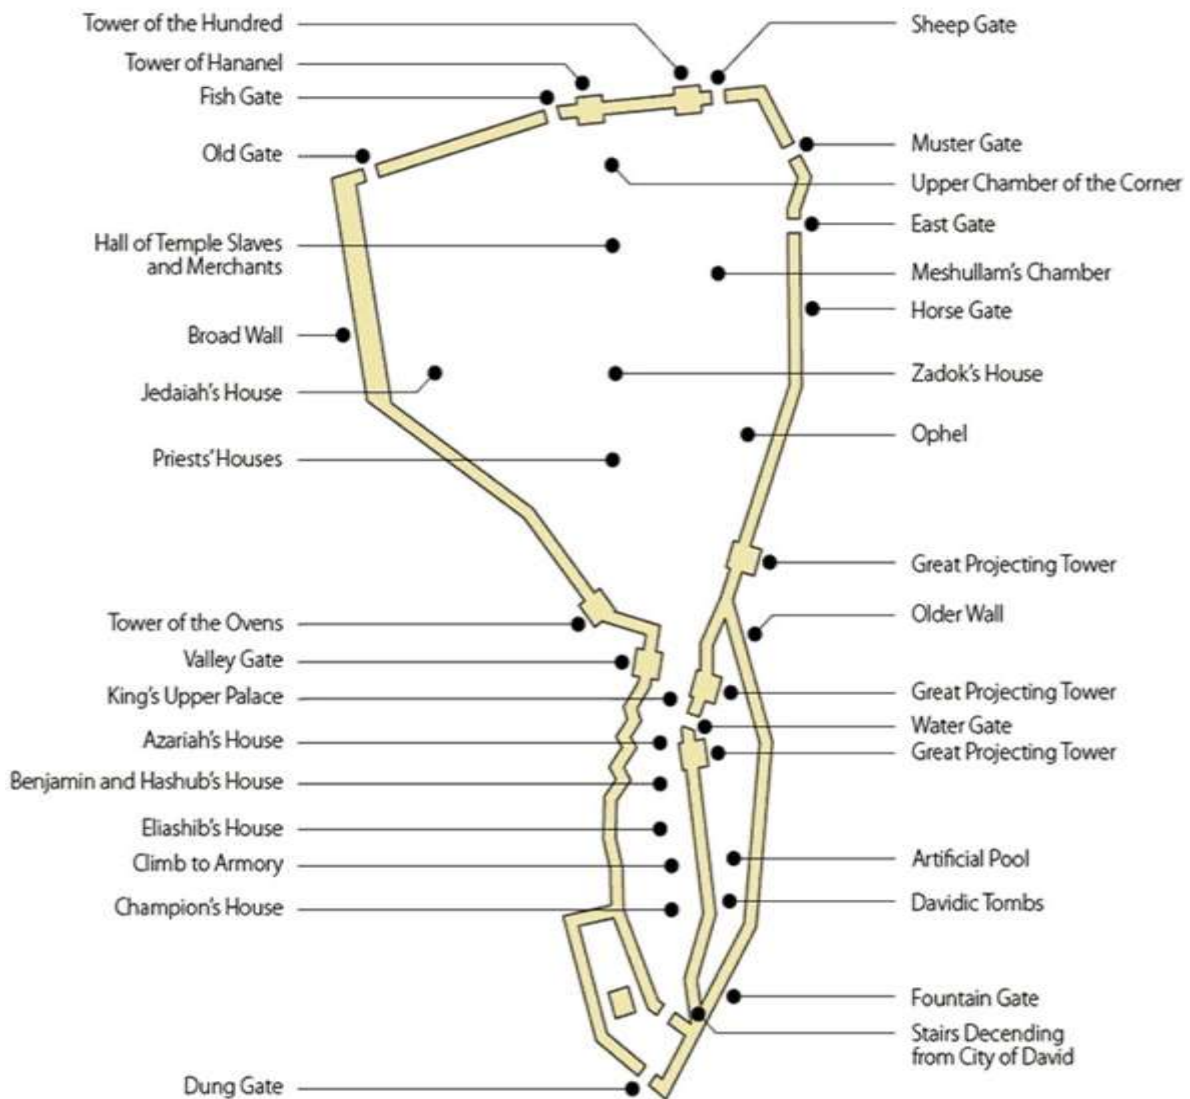 Tower of the Hundred
Tower of Hananel
Fish Gate
Old Gate
Hall of Temple Slaves
and Merchants
Broad Wall
Jedaiah's House
Priests' Houses
Tower of the Ovens
Valley Gate
King's Upper Palace
Azariah's House
Benjamin and Hashub's House
Eliashib's House
Climb to Armory
Champion's House
Dung Gate
Sheep Gate
Muster Gate
Upper Chamber of the Corner
East Gate
Meshullam's Chamber
Horse Gate
Zadok's House
Ophel
Great Projecting Tower
Older Wall
Great Projecting Tower
Water Gate
Great Projecting Tower
Artificial Pool
Davidic Tombs
Fountain Gate
Stairs Decending
from City of David